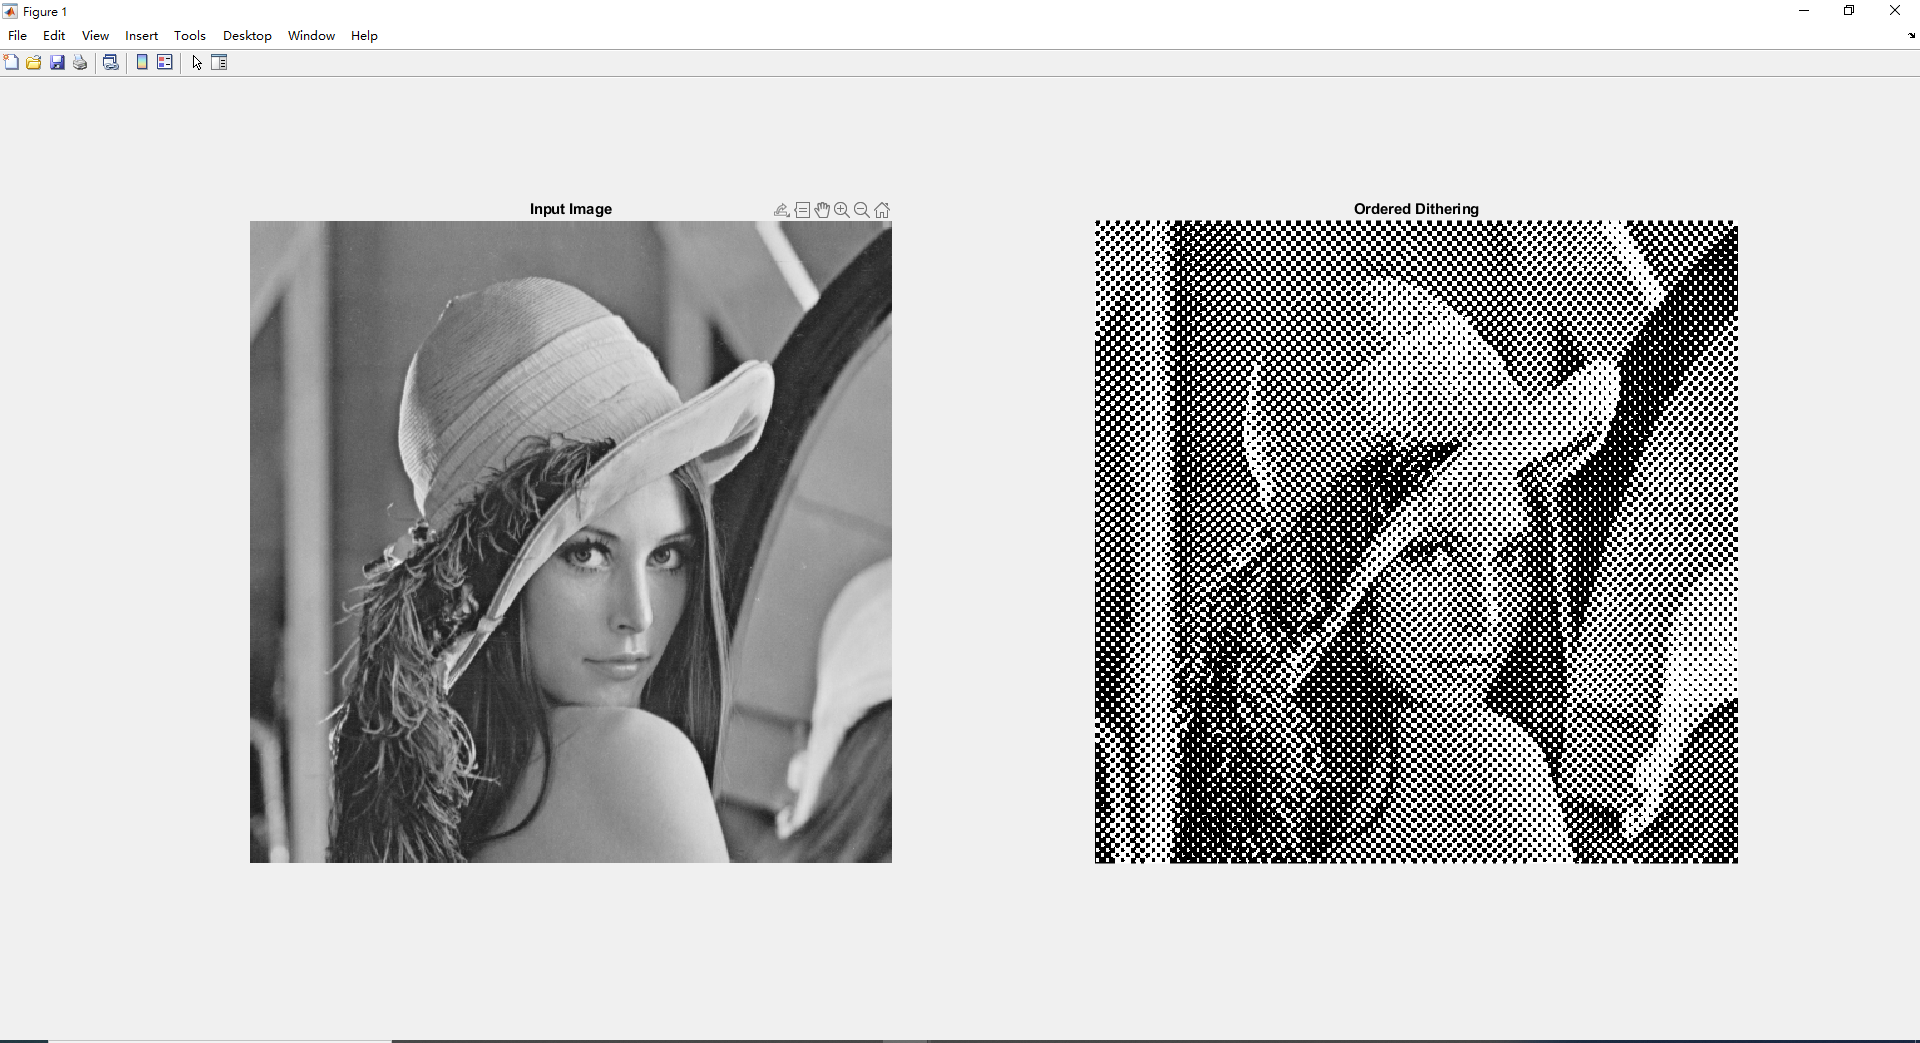 Figure 1
File Edit View Insert Tools Desktop Window Help
Input Image
Ordered Dithering